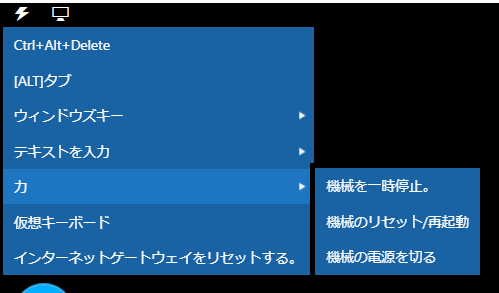 Ctrl+Alt+Delete
[ALT]タブ
ウィンドウズキー
テキストを入力
力
仮想キーボード
インターネットゲートウェイをリセットする。
機械を一時停止。
機械のリセット/再起動
機械の電源を切る